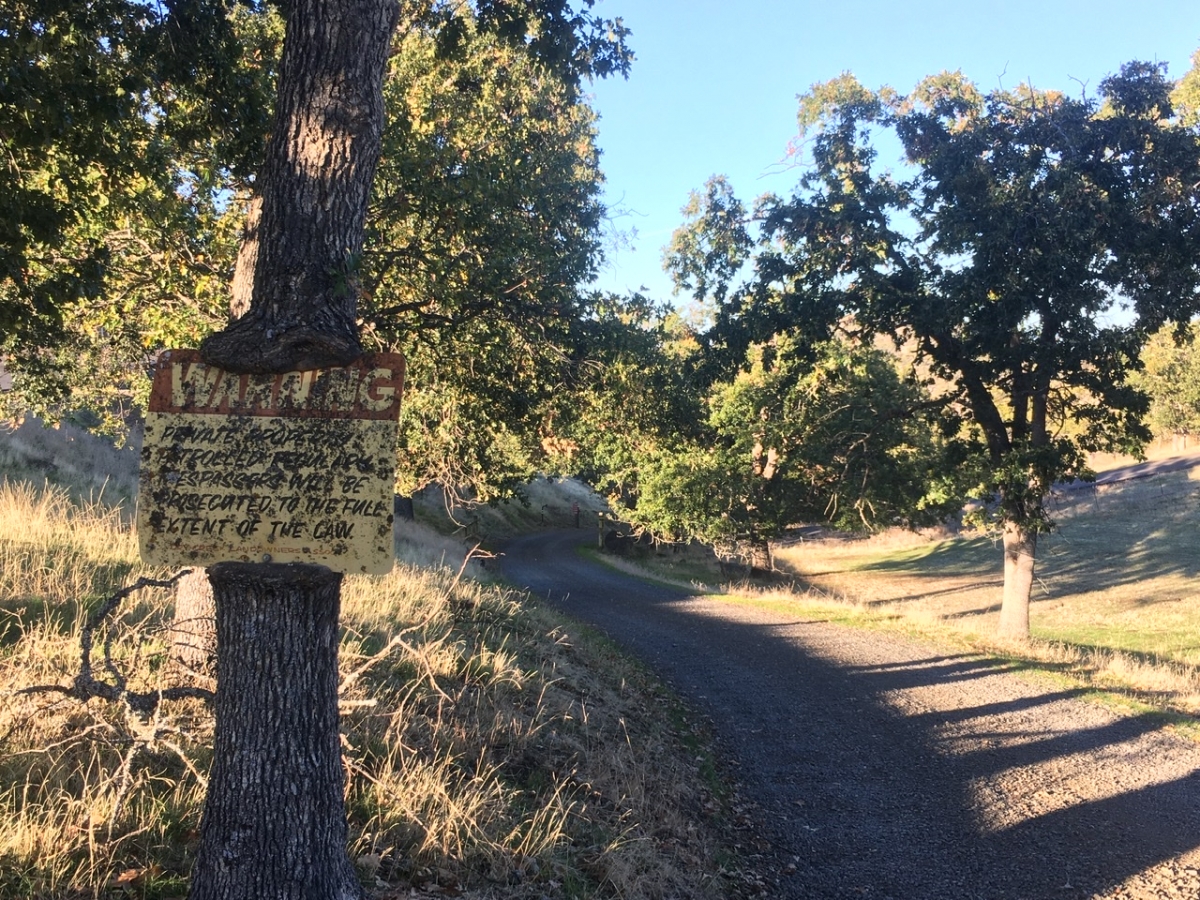 WARNING
PRIVATE PROPERTY
PATROLLED REGULARLY
TRESPASSERS WILL BE
PROSECUTED TO THE FULL
EXTENT OF THE LAW.